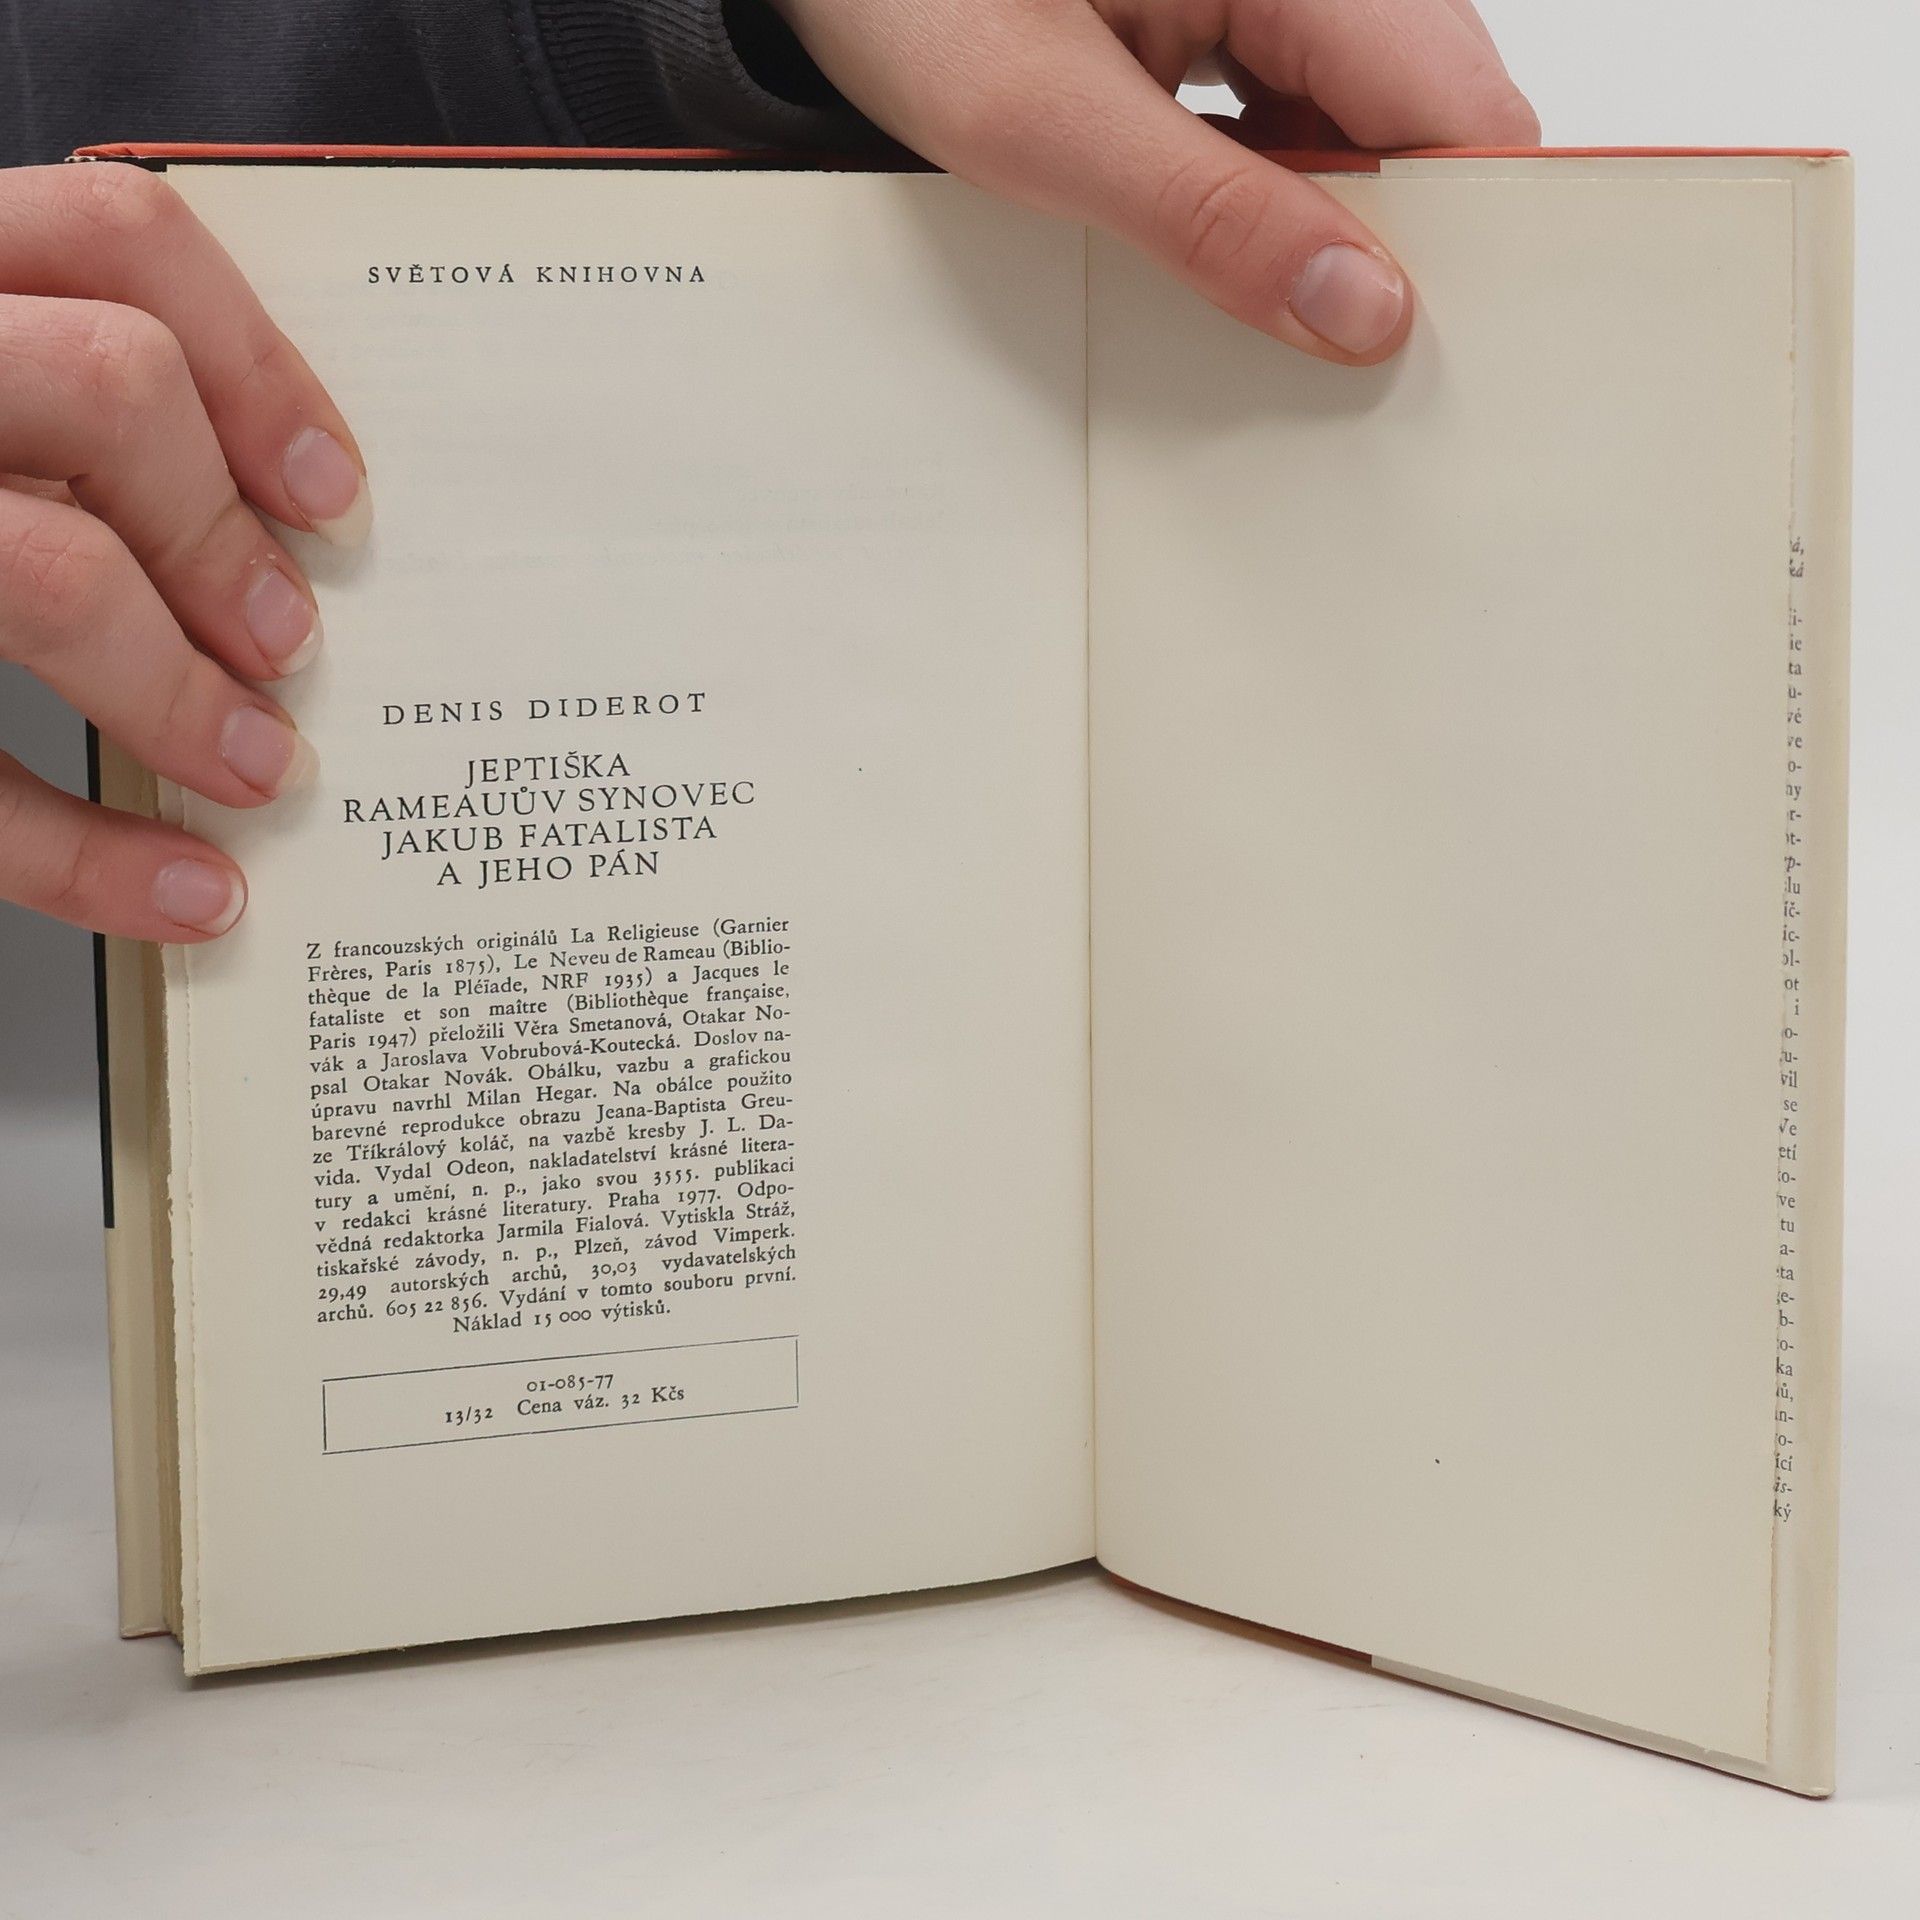 SVĚTOVÁ KNIHOVNA
DENIS DIDEROT
JEPTIŠKA
RAMEAUŮV SYNOVEC
JAKUB FATALISTA
A JEHO PÁN
Z francouzských originálů La Religieuse (Garnier
Frères, Paris 1875), Le Neveu de Rameau (Biblio-
thèque de la Pléïade, NRF 1935) a Jacques le
fataliste et son maître (Bibliothèque française,
Paris 1947) přeložili Věra Smetanová, Otakar No-
vák a Jaroslava Vobrubová-Koutecká. Doslov na-
psal Otakar Novák. Obálku, vazbu a grafickou
úpravu navrhl Milan Hegar. Na obálce použito
barevné reprodukce obrazu Jeana-Baptista Greu-
ze Tříkrálový koláč, na vazbě kresby J. L. Da-
vida. Vydal Odeon, nakladatelství krásné litera-
tury a umění, n. p., jako svou 3555. publikaci
v redakci krásné literatury. Praha 1977. Odpo-
vědná redaktorka Jarmila Fialová. Vytiskla Stráž,
tiskařské závody, n. p., Plzeň, závod Vimperk.
29,49 autorských archů, 30,03 vydavatelských
archů. 605 22 856. Vydání v tomto souboru první.
Náklad 15 000 výtisků.
01-085-77
13/32 Cena váz. 32 Kčs